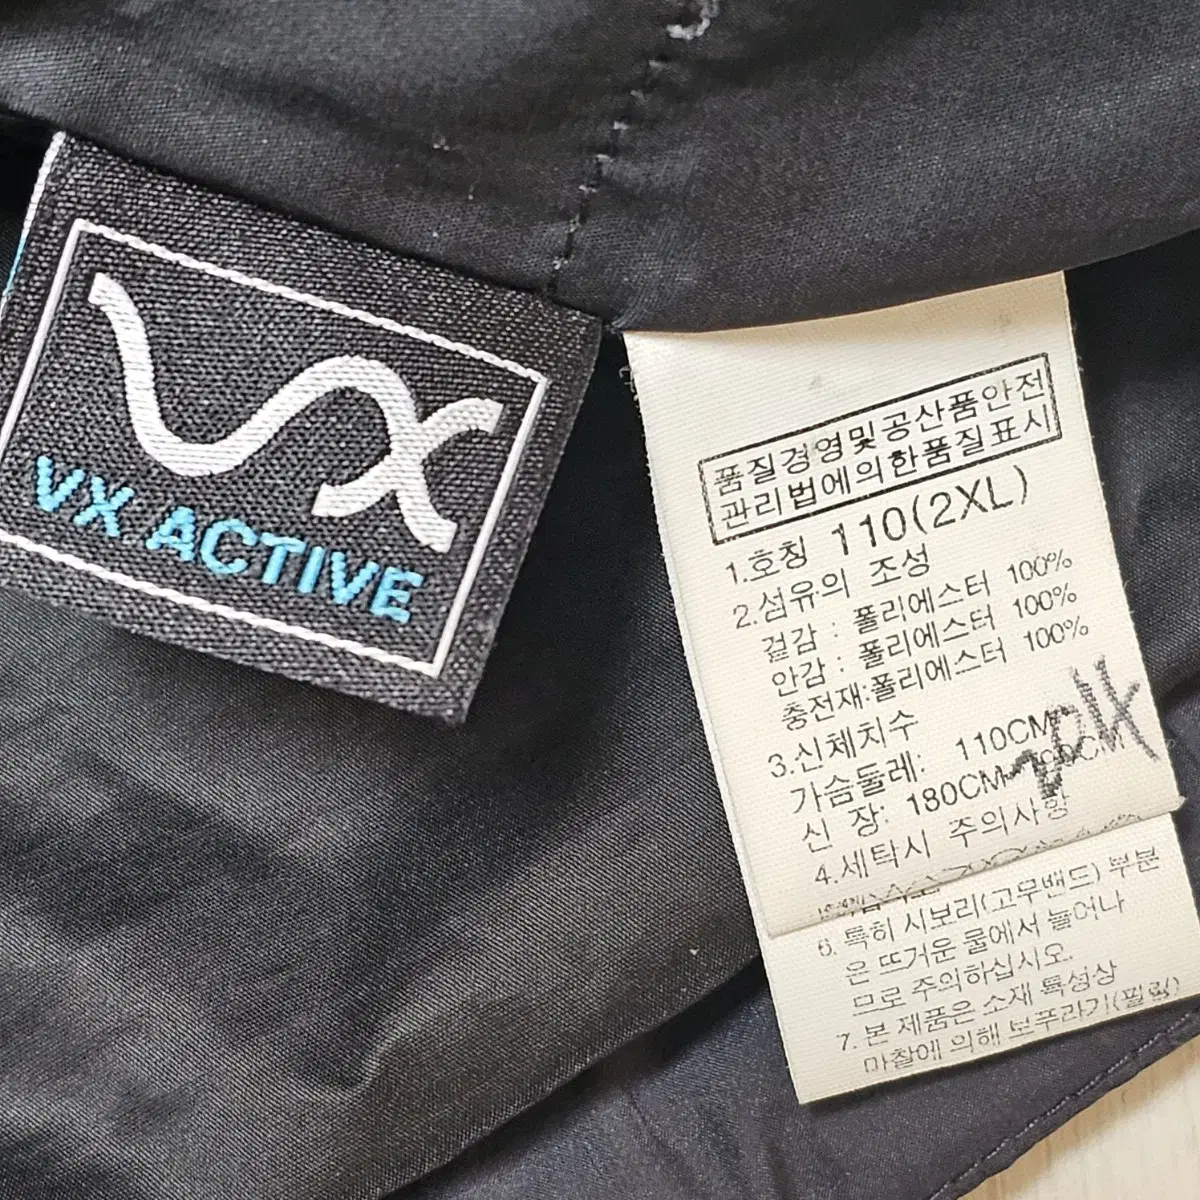 VX
VX ACTIVE
품질경영및공산품안전
관리법에의한품질표시
1.호칭 110(2XL)
2.섬유의 조성
겉감 : 폴리에스터 100%
안감 : 폴리에스터 100%
충전재:폴리에스터 100%
3.신체치수
가슴둘레: 110CM
신 장: 180CM
4.세탁시 주의사항
6. 특히 시보리(고무밴드) 부분
은 뜨거운 물에서 늘어나
므로 주의하십시오.
7. 본 제품은 소재 특성상
마찰에 의해 보푸라기(필링)